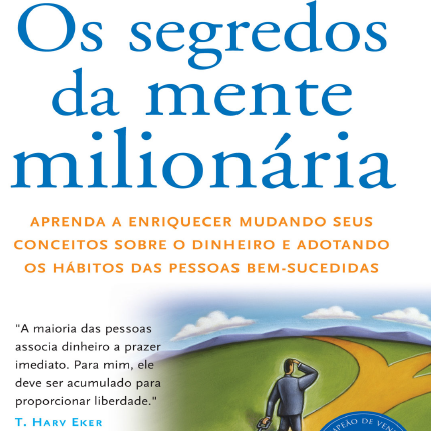 Os segredos
da mente
milionária
APRENDA A ENRIQUECER MUDANDO SEUS
CONCEITOS SOBRE O DINHEIRO E ADOTANDO
OS HÁBITOS DAS PESSOAS BEM-SUCEDIDAS
"A maioria das pessoas
associa dinheiro a prazer
imediato. Para mim, ele
deve ser acumulado para
proporcionar liberdade."
T. HARV EKER